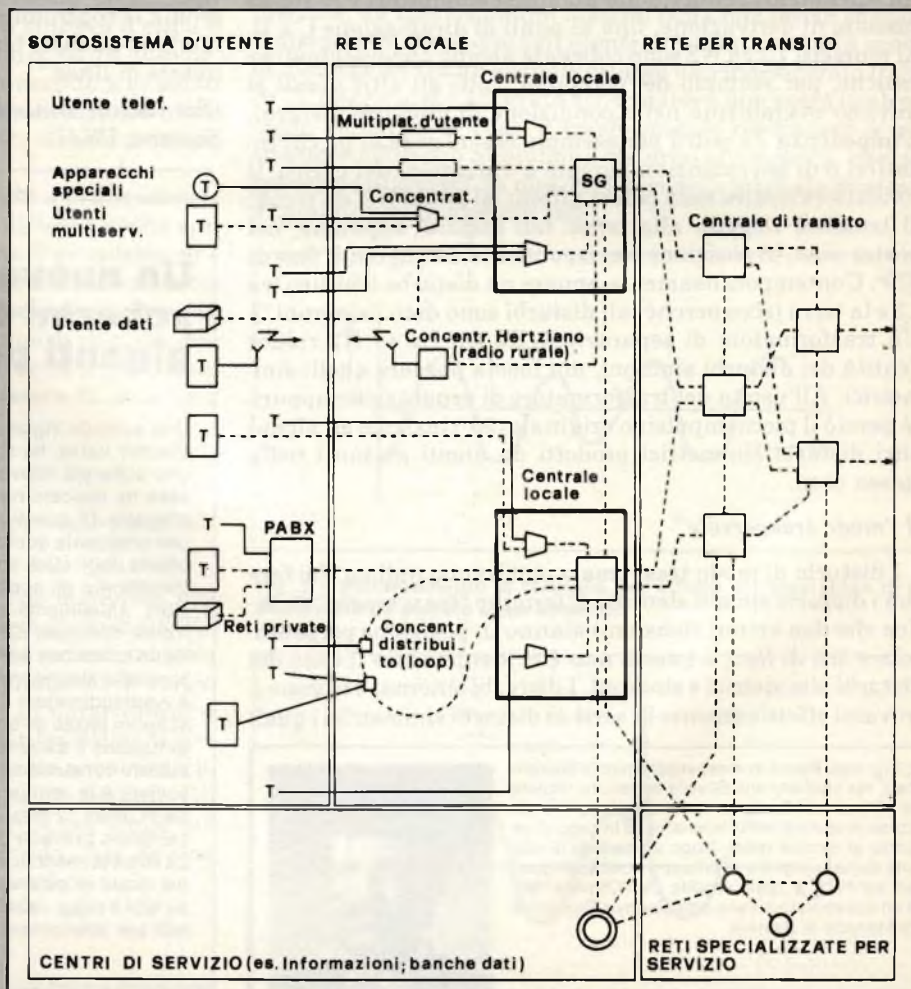 SOTTOSISTEMA D'UTENTE
RETE LOCALE
RETE PER TRANSITO
Centrale locale
Utente telef.
T
Multiplat. d'utente
T
T
Apparecchi
speciali
T
Concentrat.
SG
Utenti
multiserv.
T
T
T
T
Centrale di transito
Utente dati
Concentr. Hertziano
(radio rurale)
T
T
T
T
Centrale
locale
T
PABX
T
Reti private
Concentr.
distribui
to (loop)
T
T
T
T
CENTRI DI SERVIZIO (es. Informazioni; banche dati)
RETI SPECIALIZZATE PER
SERVIZIO